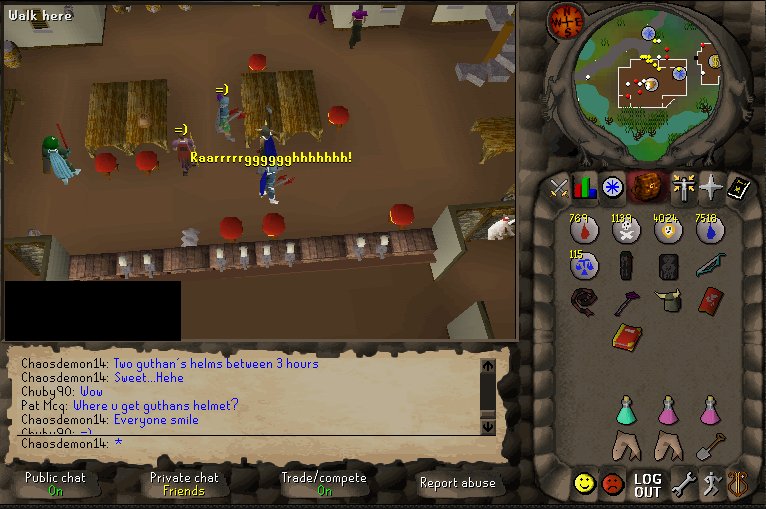 Walk here
=)
=)
Raarrrrrgggggghhhhhhh!
N
W
E
S
769
1139
4024
7518
115
Chaosdemon14: Two guthan's helms between 3 hours
Chaosdemon14: Sweet...Hehe
Chuby90: Wow
Pat Mcq: Where u get guthans helmet?
Chaosdemon14: Everyone smile
Chuby90: =)
Chaosdemon14: *
Public chat
On
Private chat
Friends
Trade/compete
On
Report abuse
LOG
OUT